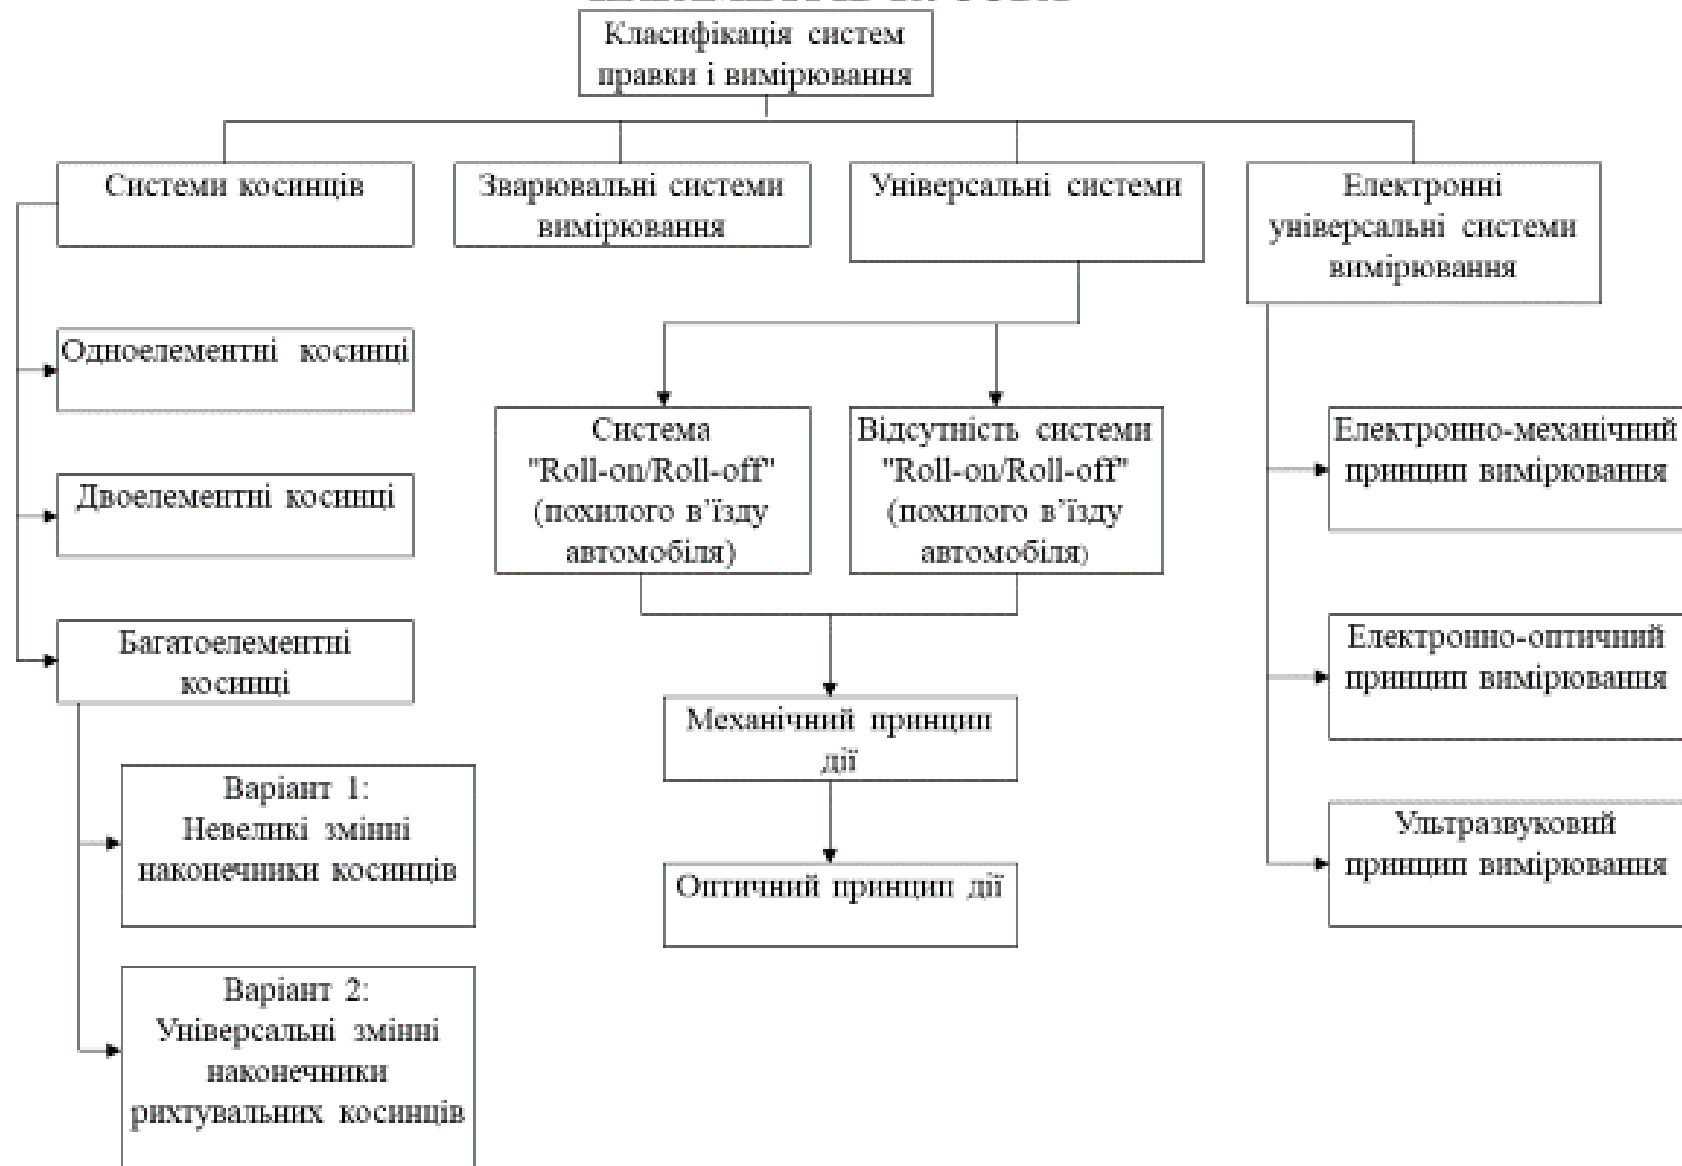 Класифікація систем
правки і вимірювання
Системи косинців
Зварювальні системи
вимірювання
Універсальні системи
Електронні
універсальні системи
вимірювання
Одноелементні косинці
Двоелементні косинці
Багатоелементні
косинці
Варіант 1:
Невеликі змінні
наконечники косинців
Варіант 2:
Універсальні змінні
наконечники
рихтувальних косинців
Система
"Roll-on/Roll-off"
(похилого в’їзду
автомобіля)
Відсутність системи
"Roll-on/Roll-off"
(похилого в’їзду
автомобіля)
Механічний принцип
дії
Оптичний принцип дії
Електронно-механічний
принцип вимірювання
Електронно-оптичний
принцип вимірювання
Ультразвуковий
принцип вимірювання